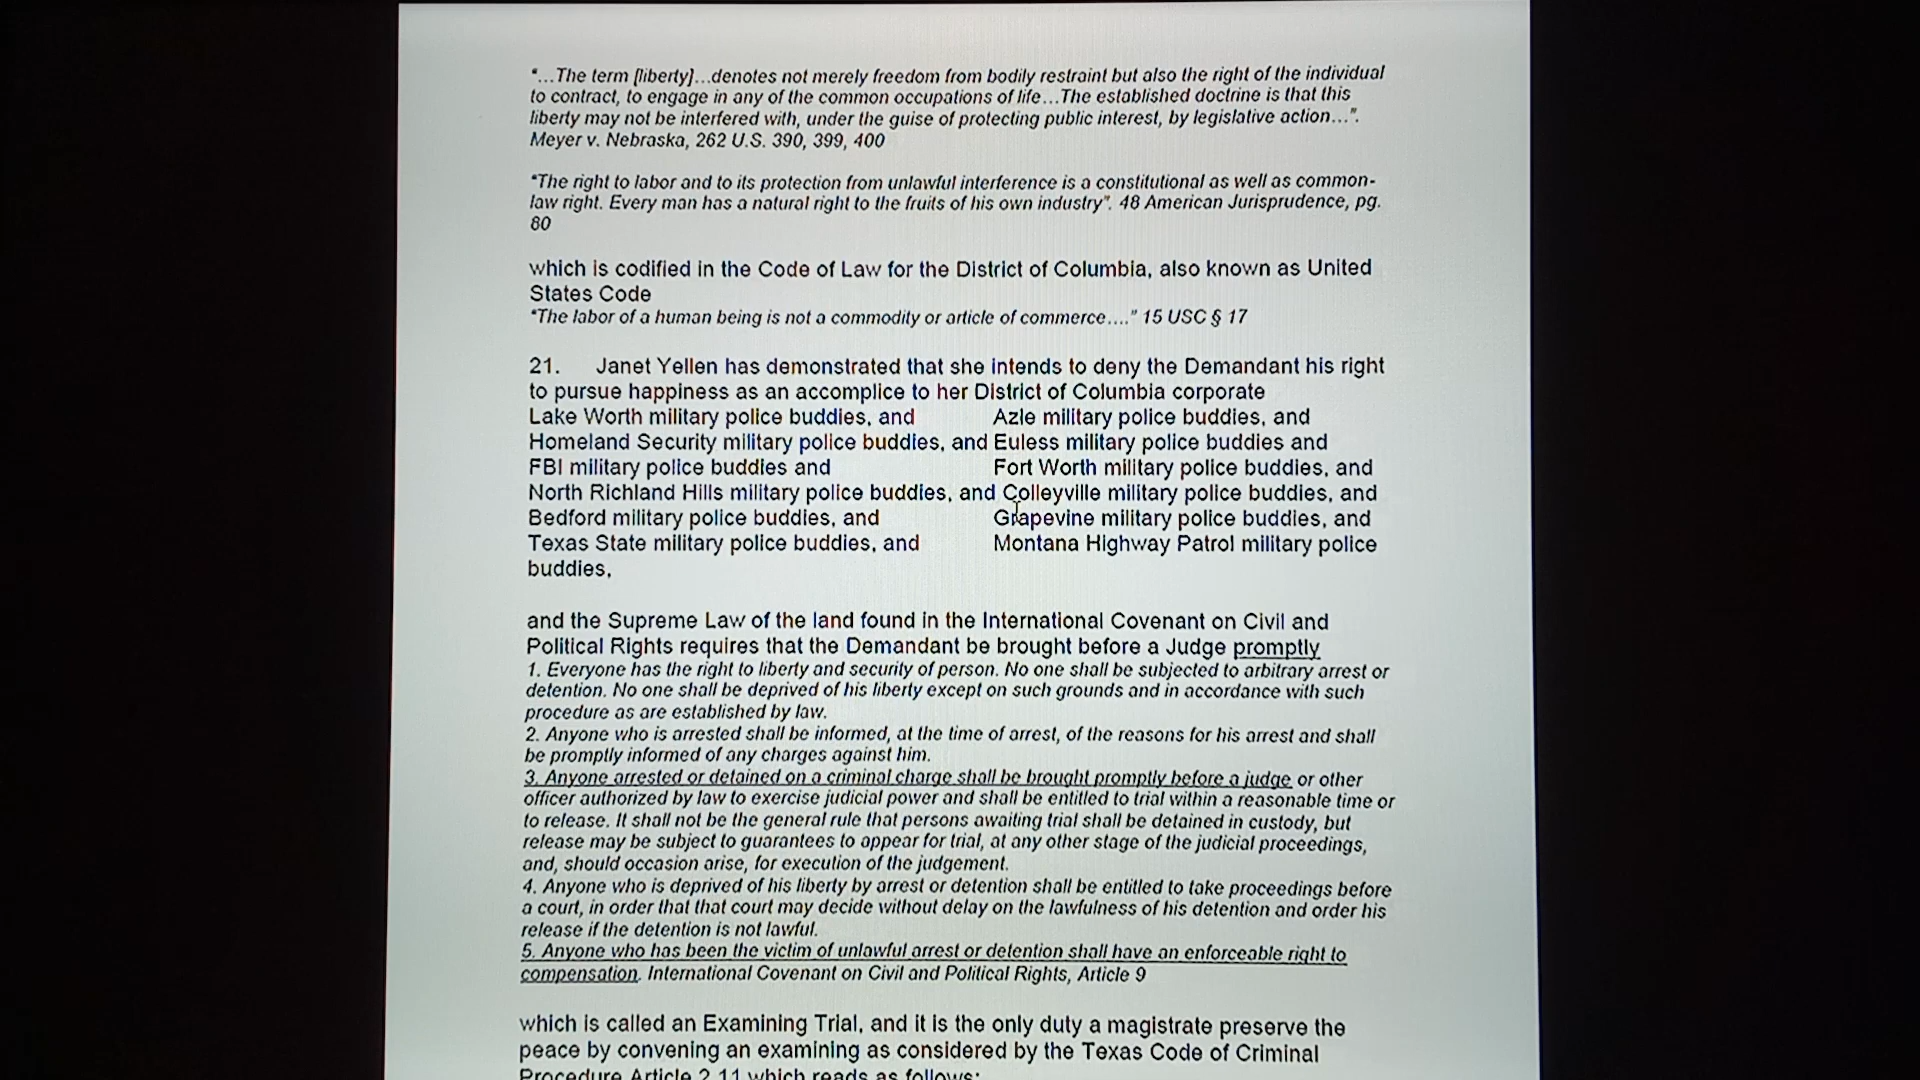 "...The term [liberty]...denotes not merely freedom from bodily restraint but also the right of the individual
to contract, to engage in any of the common occupations of life...The established doctrine is that this
liberty may not be interfered with, under the guise of protecting public interest, by legislative action...".
Meyer v. Nebraska, 262 U.S. 390, 399, 400
"The right to labor and to its protection from unlawful interference is a constitutional as well as common-
law right. Every man has a natural right to the fruits of his own industry". 48 American Jurisprudence, pg.
80
which is codified in the Code of Law for the District of Columbia, also known as United
States Code
"The labor of a human being is not a commodity or article of commerce...." 15 USC § 17
21. Janet Yellen has demonstrated that she intends to deny the Demandant his right
to pursue happiness as an accomplice to her District of Columbia corporate
Lake Worth military police buddies, and Azle military police buddies, and
Homeland Security military police buddies, and Euless military police buddies and
FBI military police buddies and Fort Worth military police buddies, and
North Richland Hills military police buddies, and Colleyville military police buddies, and
Bedford military police buddies, and Grapevine military police buddies, and
Texas State military police buddies, and Montana Highway Patrol military police
buddies,
and the Supreme Law of the land found in the International Covenant on Civil and
Political Rights requires that the Demandant be brought before a Judge promptly
1. Everyone has the right to liberty and security of person. No one shall be subjected to arbitrary arrest or
detention. No one shall be deprived of his liberty except on such grounds and in accordance with such
procedure as are established by law.
2. Anyone who is arrested shall be informed, at the time of arrest, of the reasons for his arrest and shall
be promptly informed of any charges against him.
3. Anyone arrested or detained on a criminal charge shall be brought promptly before a judge or other
officer authorized by law to exercise judicial power and shall be entitled to trial within a reasonable time or
to release. It shall not be the general rule that persons awaiting trial shall be detained in custody, but
release may be subject to guarantees to appear for trial, at any other stage of the judicial proceedings,
and, should occasion arise, for execution of the judgement.
4. Anyone who is deprived of his liberty by arrest or detention shall be entitled to take proceedings before
a court, in order that that court may decide without delay on the lawfulness of his detention and order his
release if the detention is not lawful.
5. Anyone who has been the victim of unlawful arrest or detention shall have an enforceable right to
compensation. International Covenant on Civil and Political Rights, Article 9
which is called an Examining Trial, and it is the only duty a magistrate preserve the
peace by convening an examining as considered by the Texas Code of Criminal
Procedure Article 2.11 which reads as follows: